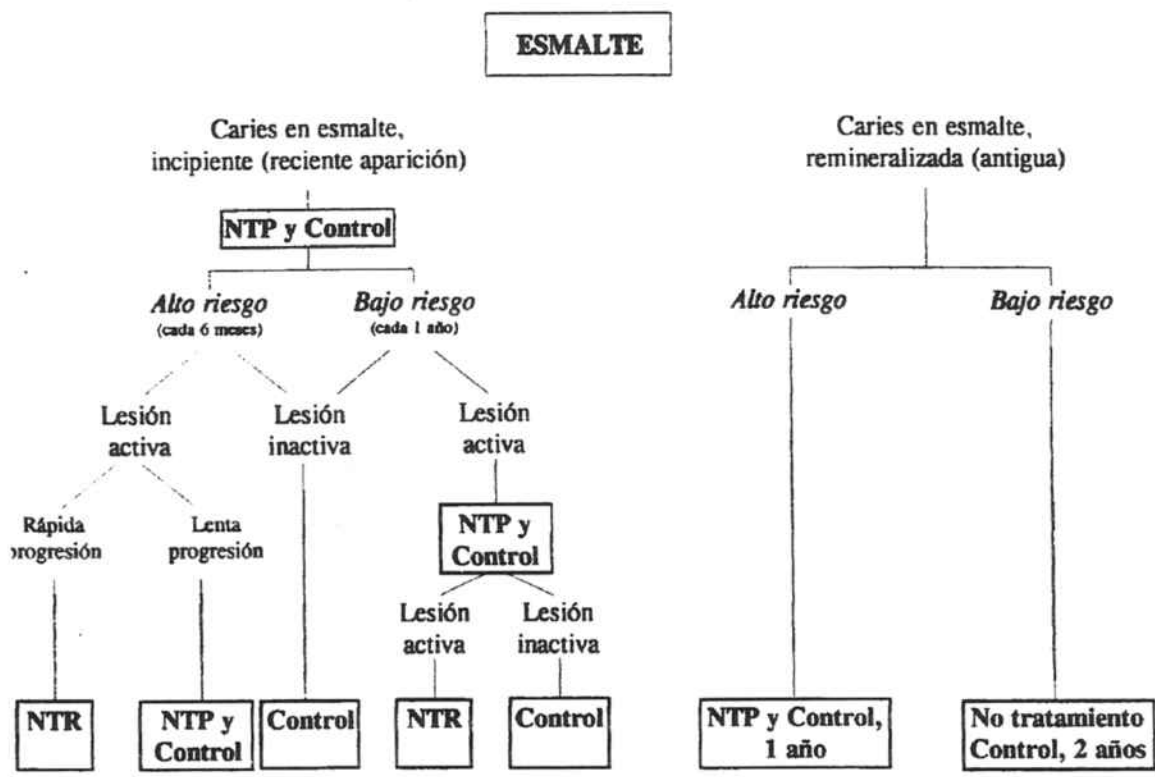 ESMALTE
Caries en esmalte,
incipiente (reciente aparición)
Caries en esmalte,
remineralizada (antigua)
NTP y Control
Alto riesgo
(cada 6 meses)
Bajo riesgo
(cada 1 año)
Alto riesgo
Bajo riesgo
Lesión
activa
Lesión
inactiva
Lesión
activa
Rápida
progresión
Lenta
progresión
NTP y
Control
Lesión
activa
Lesión
inactiva
NTR
NTP y
Control
Control
NTR
Control
NTP y Control,
1 año
No tratamiento
Control, 2 años